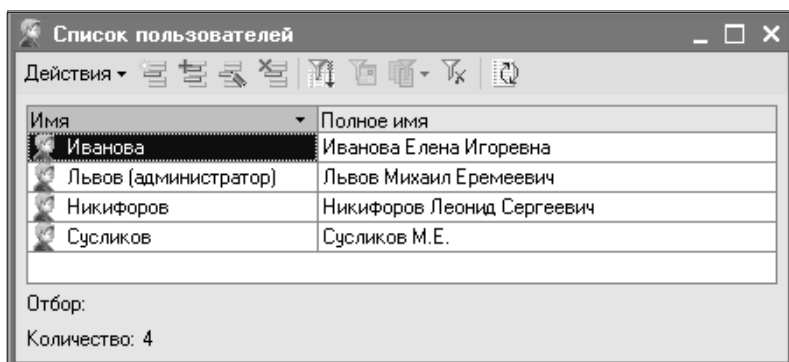 Список пользователей
Действия
Имя Полное имя
Иванова Иванова Елена Игоревна
Львов (администратор) Львов Михаил Еремеевич
Никифоров Никифоров Леонид Сергеевич
Сусликов Сусликов М.Е.
Отбор:
Количество: 4